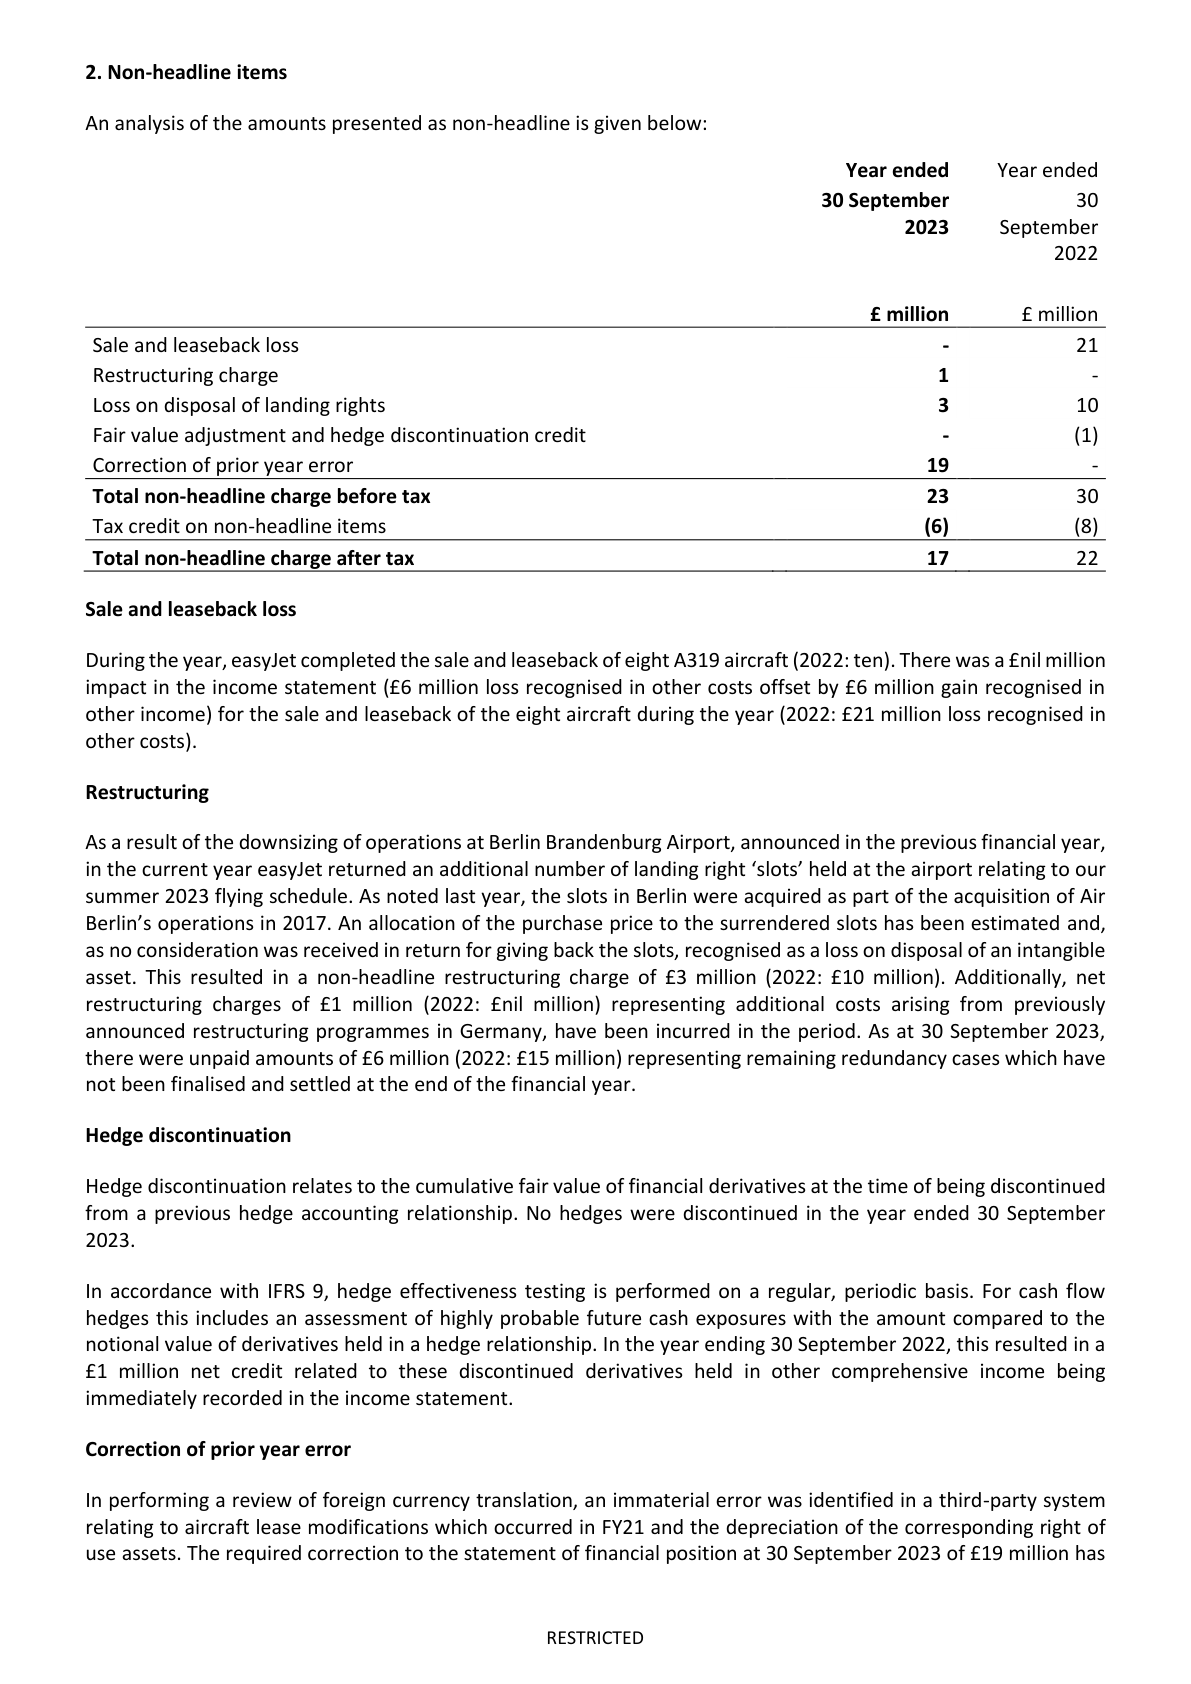 2. Non-headline items
An analysis of the amounts presented as non-headline is given below:
Year ended Year ended
30 September 30
2023 September
2022
£ million £ million
Sale and leaseback loss - 21
Restructuring charge 1 -
Loss on disposal of landing rights 3 10
Fair value adjustment and hedge discontinuation credit - (1)
Correction of prior year error 19 -
Total non-headline charge before tax 23 30
Tax credit on non-headline items (6) (8)
Total non-headline charge after tax 17 22
Sale and leaseback loss
During the year, easyJet completed the sale and leaseback of eight A319 aircraft (2022: ten). There was a £nil million
impact in the income statement (£6 million loss recognised in other costs offset by £6 million gain recognised in
other income) for the sale and leaseback of the eight aircraft during the year (2022: £21 million loss recognised in
other costs).
Restructuring
As a result of the downsizing of operations at Berlin Brandenburg Airport, announced in the previous financial year,
in the current year easyJet returned an additional number of landing right ‘slots’ held at the airport relating to our
summer 2023 flying schedule. As noted last year, the slots in Berlin were acquired as part of the acquisition of Air
Berlin’s operations in 2017. An allocation of the purchase price to the surrendered slots has been estimated and,
as no consideration was received in return for giving back the slots, recognised as a loss on disposal of an intangible
asset. This resulted in a non-headline restructuring charge of £3 million (2022: £10 million). Additionally, net
restructuring charges of £1 million (2022: £nil million) representing additional costs arising from previously
announced restructuring programmes in Germany, have been incurred in the period. As at 30 September 2023,
there were unpaid amounts of £6 million (2022: £15 million) representing remaining redundancy cases which have
not been finalised and settled at the end of the financial year.
Hedge discontinuation
Hedge discontinuation relates to the cumulative fair value of financial derivatives at the time of being discontinued
from a previous hedge accounting relationship. No hedges were discontinued in the year ended 30 September
2023.
In accordance with IFRS 9, hedge effectiveness testing is performed on a regular, periodic basis. For cash flow
hedges this includes an assessment of highly probable future cash exposures with the amount compared to the
notional value of derivatives held in a hedge relationship. In the year ending 30 September 2022, this resulted in a
£1 million net credit related to these discontinued derivatives held in other comprehensive income being
immediately recorded in the income statement.
Correction of prior year error
In performing a review of foreign currency translation, an immaterial error was identified in a third-party system
relating to aircraft lease modifications which occurred in FY21 and the depreciation of the corresponding right of
use assets. The required correction to the statement of financial position at 30 September 2023 of £19 million has
RESTRICTED